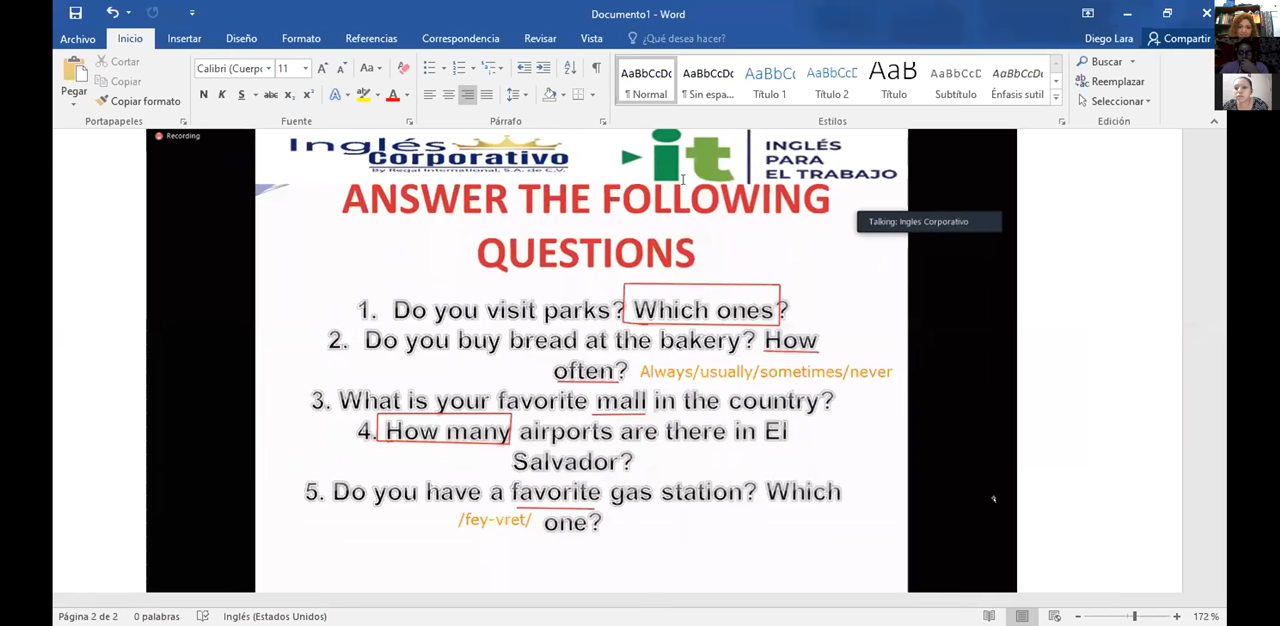 Documento1 - Word
Archivo Inicio Insertar Diseño Formato Referencias Correspondencia Revisar Vista ¿Qué desea hacer? Diego Lara Compartir
Pegar
Cortar
Copiar
Copiar formato
Portapapeles
Calibri (Cuerpo 11
N K S abc x₂ x²
Fuente
Párrafo
AaBbCcDc AaBbCcDc AaBbCc AaBbCcC AaB AaBbCcD AaBbCcDc
¶ Normal ¶ Sin espa... Título 1 Título 2 Título Subtítulo Énfasis sutil
Estilos
Buscar
Reemplazar
Seleccionar
Edición
Recording
Inglés
Corporativo
By Regal International, S.A. de C.V.
it
INGLÉS
PARA
EL TRABAJO
ANSWER THE FOLLOWING
QUESTIONS
Talking: Ingles Corporativo
1. Do you visit parks? Which ones?
2. Do you buy bread at the bakery? How
often? Always/usually/sometimes/never
3. What is your favorite mall in the country?
4. How many airports are there in El
Salvador?
5. Do you have a favorite gas station? Which
/fey-vret/ one?
Página 2 de 2 0 palabras Inglés (Estados Unidos) 172 %